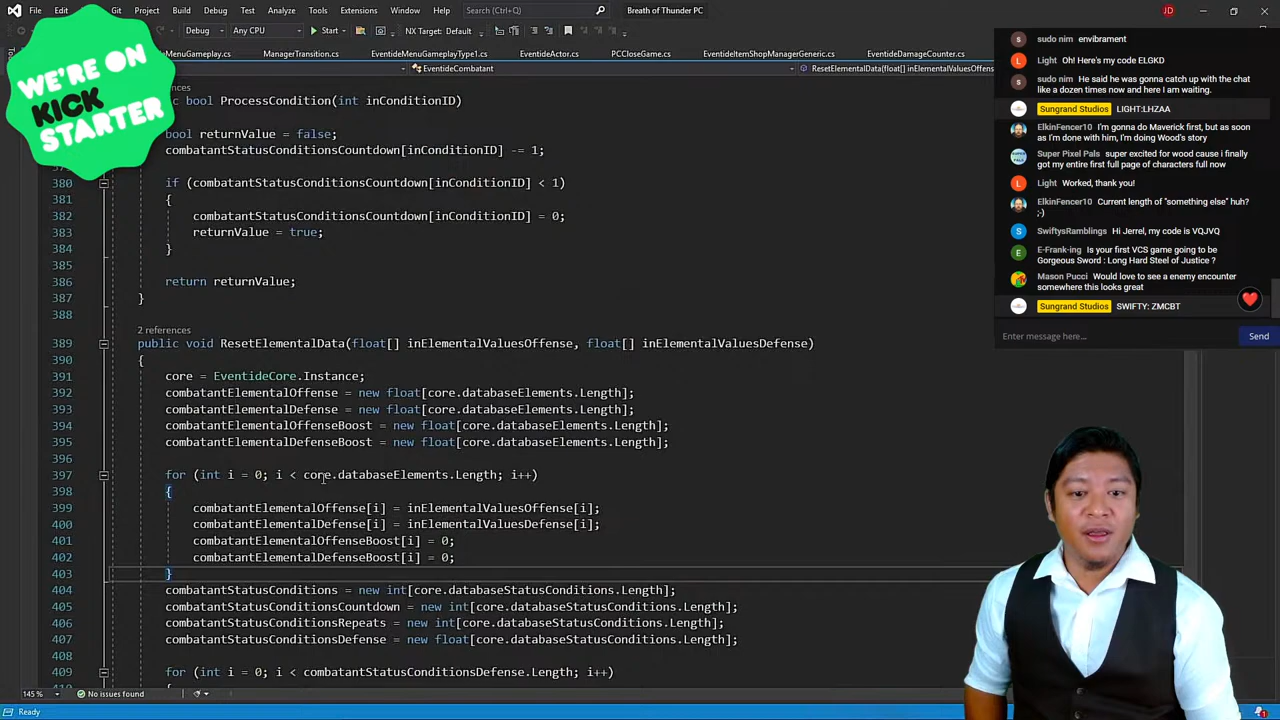 File Edit View Git Project Build Debug Test Analyze Tools Extensions Window Help Search (Ctrl+Q) Breath of Thunder PC JD
Debug Any CPU Start NX Target: Default
MenuGameplay.cs ManagerTransition.cs EventideMenuGameplayType1.cs EventideActor.cs PCCloseGame.cs EventideItemShopManagerGeneric.cs EventideDamageCounter.cs
EventideCombatant ResetElementalData(float[] inElementalValuesOffens
WE'RE ON
KICK
STARTER
c bool ProcessCondition(int inConditionID)
bool returnValue = false;
combatantStatusConditionsCountdown[inConditionID] -= 1;
380 if (combatantStatusConditionsCountdown[inConditionID] < 1)
381 {
382 combatantStatusConditionsCountdown[inConditionID] = 0;
383 returnValue = true;
384 }
385
386 return returnValue;
387 }
388
2 references
389 public void ResetElementalData(float[] inElementalValuesOffense, float[] inElementalValuesDefense)
390 {
391 core = EventideCore.Instance;
392 combatantElementalOffense = new float[core.databaseElements.Length];
393 combatantElementalDefense = new float[core.databaseElements.Length];
394 combatantElementalOffenseBoost = new float[core.databaseElements.Length];
395 combatantElementalDefenseBoost = new float[core.databaseElements.Length];
396
397 for (int i = 0; i < core.databaseElements.Length; i++)
398 {
399 combatantElementalOffense[i] = inElementalValuesOffense[i];
400 combatantElementalDefense[i] = inElementalValuesDefense[i];
401 combatantElementalOffenseBoost[i] = 0;
402 combatantElementalDefenseBoost[i] = 0;
403 }
404 combatantStatusConditions = new int[core.databaseStatusConditions.Length];
405 combatantStatusConditionsCountdown = new int[core.databaseStatusConditions.Length];
406 combatantStatusConditionsRepeats = new int[core.databaseStatusConditions.Length];
407 combatantStatusConditionsDefense = new float[core.databaseStatusConditions.Length];
408
409 for (int i = 0; i < combatantStatusConditionsDefense.Length; i++)
145 % No issues found
Ready
sudo nim envibrament
Light Oh! Here's my code ELGKD
sudo nim He said he was gonna catch up with the chat
like a dozen times now and here I am waiting.
Sungrand Studios LIGHT:LHZAA
ElkinFencer10 I'm gonna do Maverick first, but as soon
as I'm done with him, I'm doing Wood's story
Super Pixel Pals super excited for wood cause i finally
got my entire first full page of characters full now
Light Worked, thank you!
ElkinFencer10 Current length of "something else" huh?
;-)
SwiftysRamblings Hi Jerrel, my code is VQJVQ
E-Frank-ing Is your first VCS game going to be
Gorgeous Sword : Long Hard Steel of Justice ?
Mason Pucci Would love to see a enemy encounter
somewhere this looks great
Sungrand Studios SWIFTY: ZMCBT
Enter message here... Send